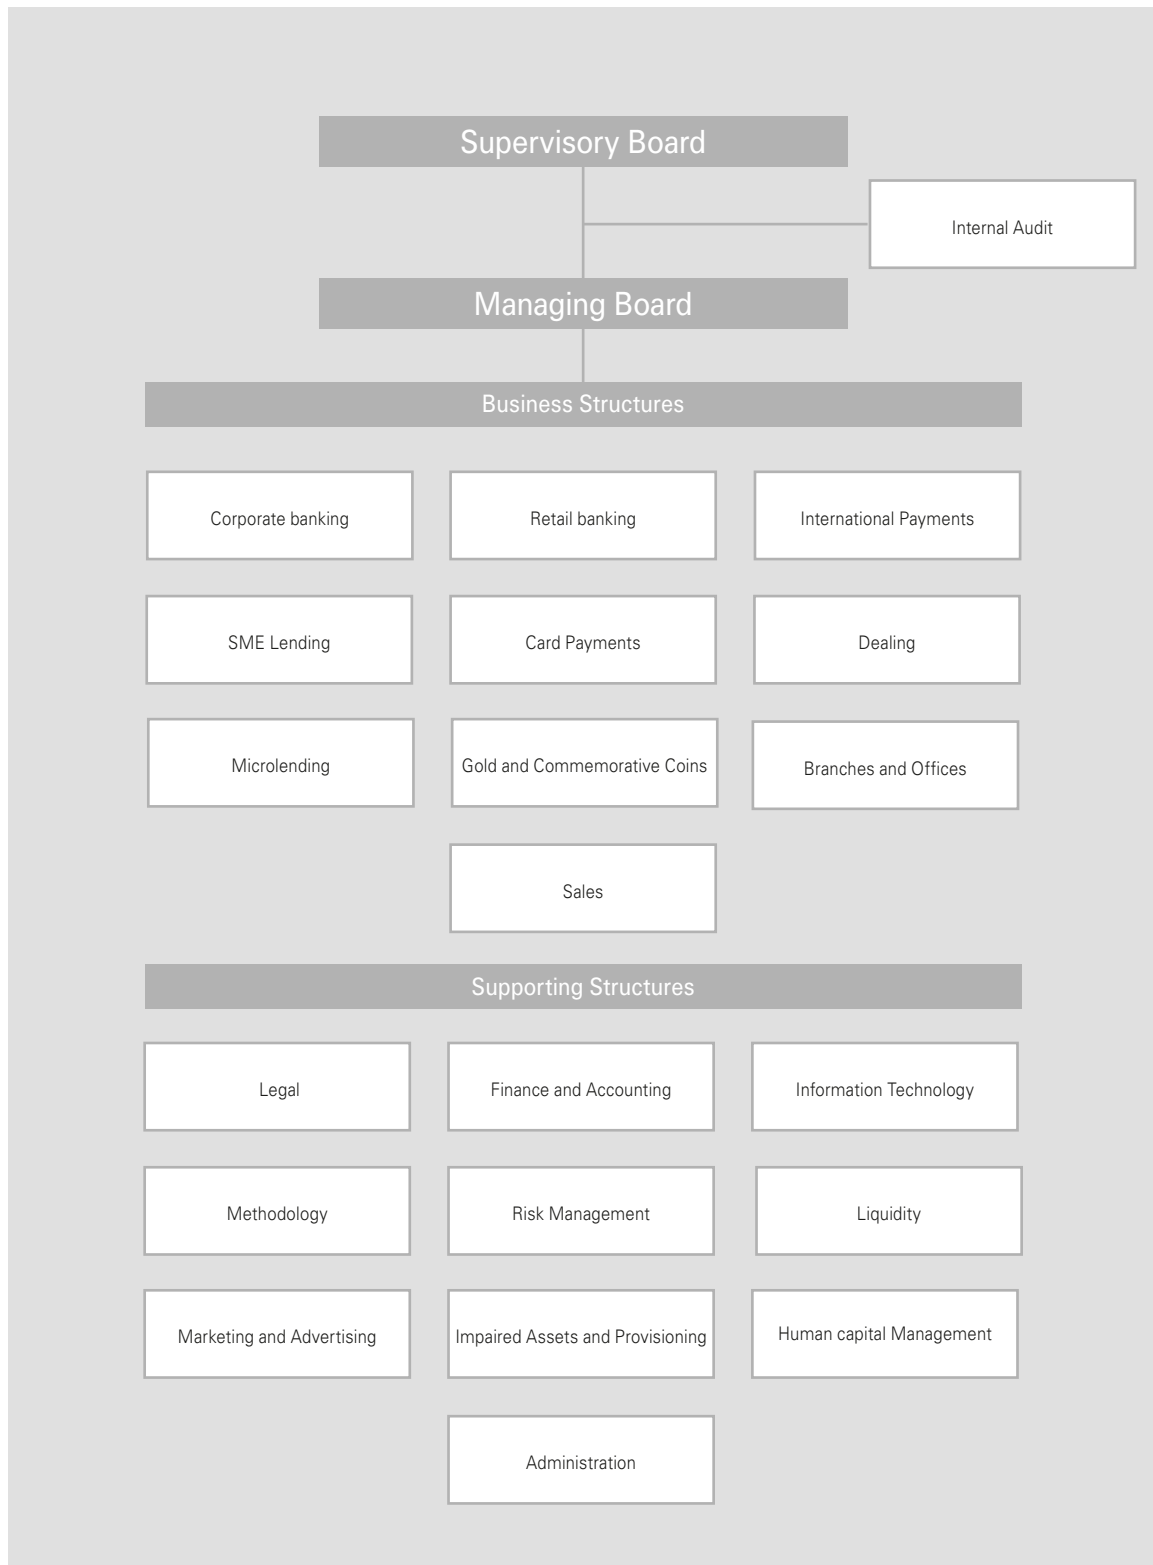 Supervisory Board
Internal Audit
Managing Board
Business Structures
Corporate banking
Retail banking
International Payments
SME Lending
Card Payments
Dealing
Microlending
Gold and Commemorative Coins
Branches and Offices
Sales
Supporting Structures
Legal
Finance and Accounting
Information Technology
Methodology
Risk Management
Liquidity
Marketing and Advertising
Impaired Assets and Provisioning
Human capital Management
Administration